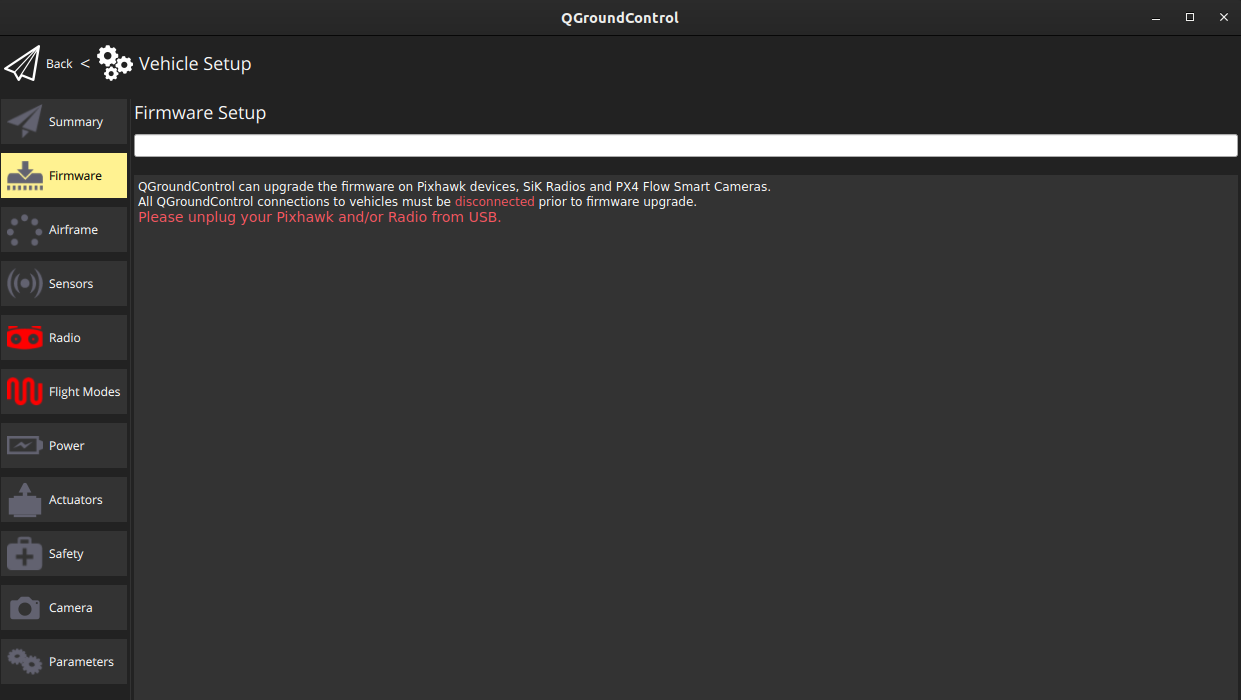 QGroundControl
Back < Vehicle Setup
Summary
Firmware
Airframe
Sensors
Radio
Flight Modes
Power
Actuators
Safety
Camera
Parameters
Firmware Setup
QGroundControl can upgrade the firmware on Pixhawk devices, SiK Radios and PX4 Flow Smart Cameras.
All QGroundControl connections to vehicles must be disconnected prior to firmware upgrade.
Please unplug your Pixhawk and/or Radio from USB.